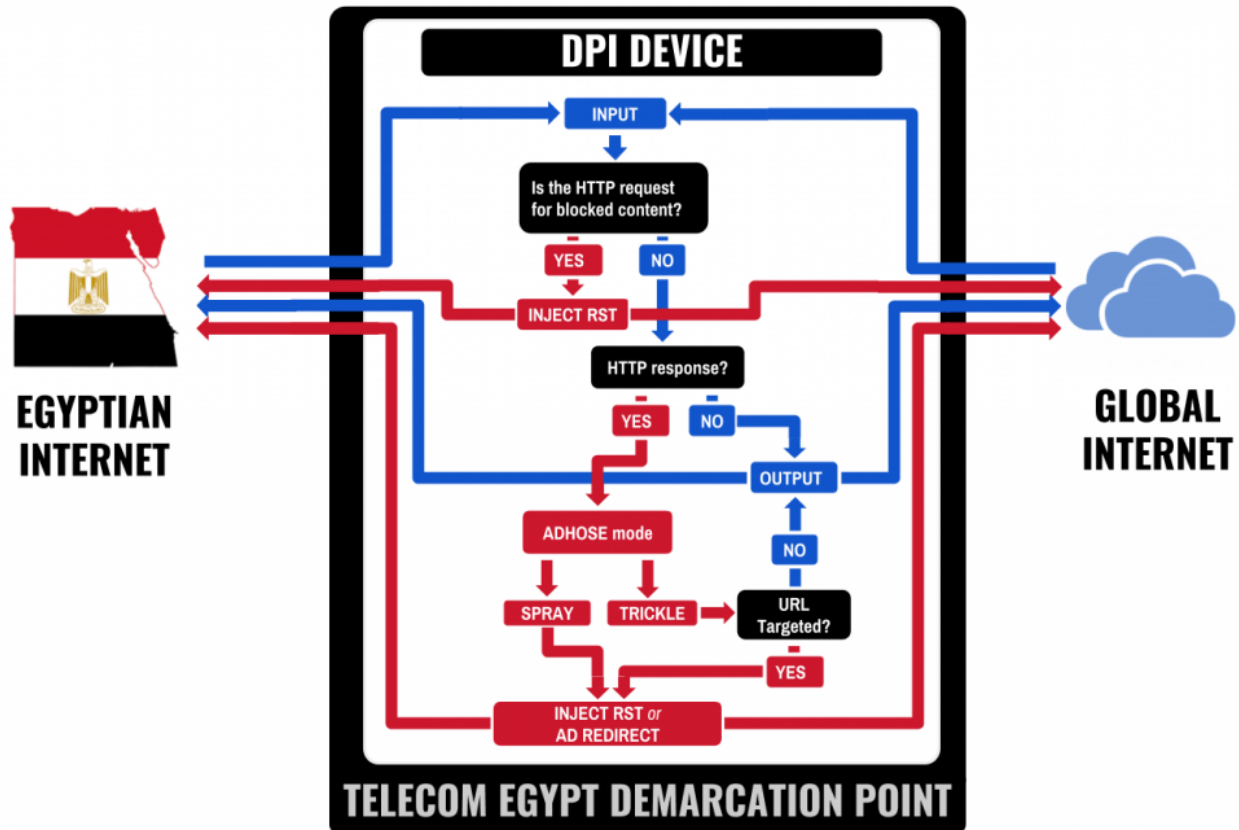 DPI DEVICE
INPUT
Is the HTTP request
for blocked content?
YES
NO
INJECT RST
HTTP response?
EGYPTIAN
INTERNET
GLOBAL
INTERNET
YES
NO
OUTPUT
ADHOSE mode
NO
SPRAY
TRICKLE
URL
Targeted?
YES
INJECT RST or
AD REDIRECT
TELECOM EGYPT DEMARCATION POINT